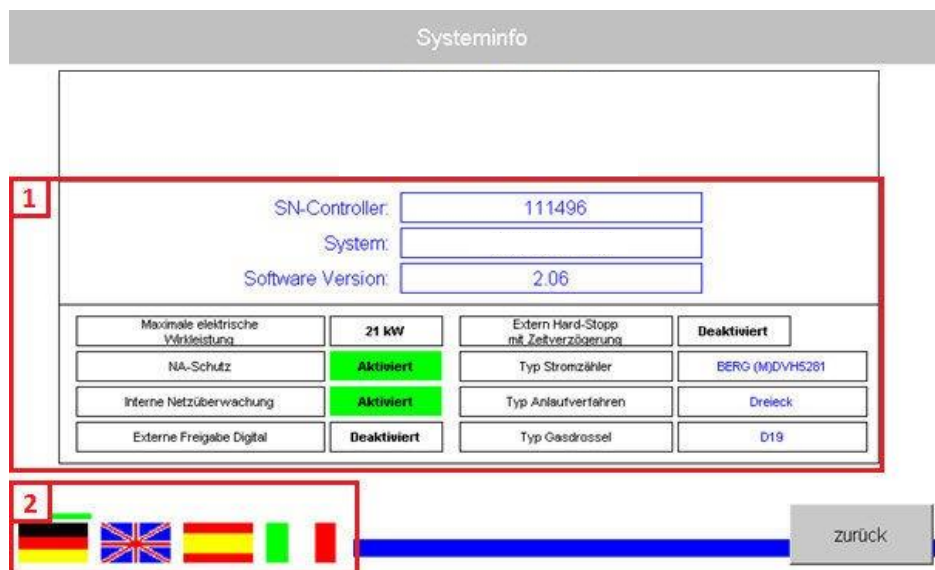 Systeminfo
1
SN-Controller: 111496
System:
Software Version: 2.06
Maximale elektrische
Wirkleistung
21 kW
Extern Hard-Stopp
mit Zeitverzögerung
Deaktiviert
NA-Schutz
Aktiviert
Typ Stromzähler
BERG (M)DVH5281
Interne Netzüberwachung
Aktiviert
Typ Anlaufverfahren
Dreieck
Externe Freigabe Digital
Deaktiviert
Typ Gasdrossel
D19
2
zurück